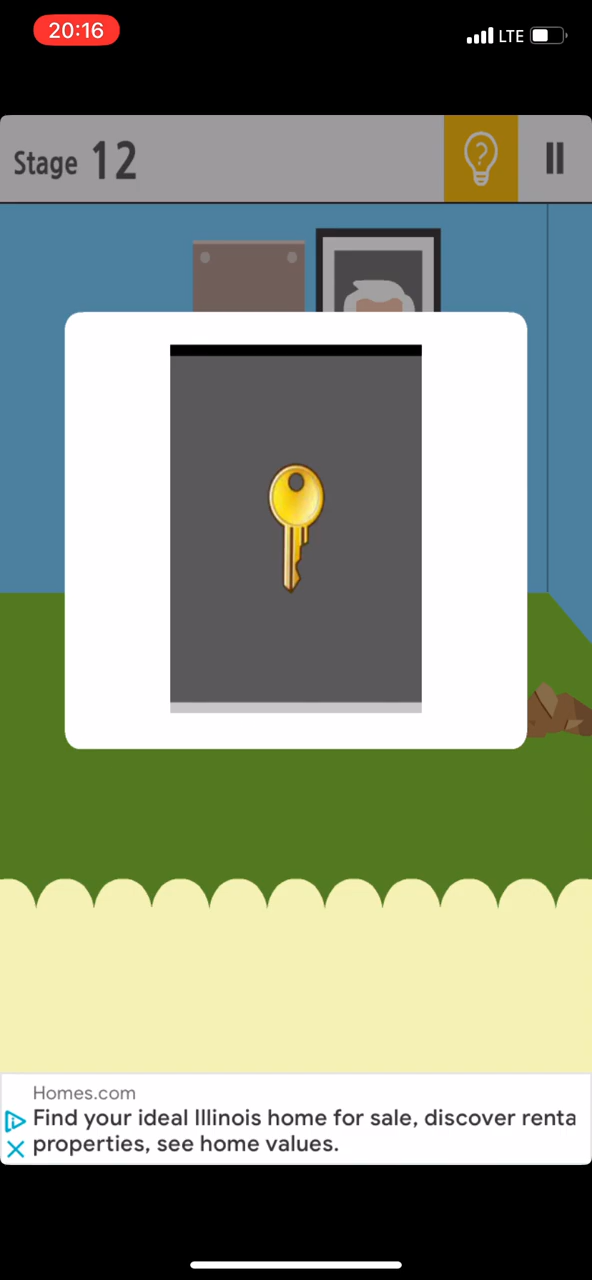 20:16
LTE
Stage 12
?
Homes.com
Find your ideal Illinois home for sale, discover renta
properties, see home values.